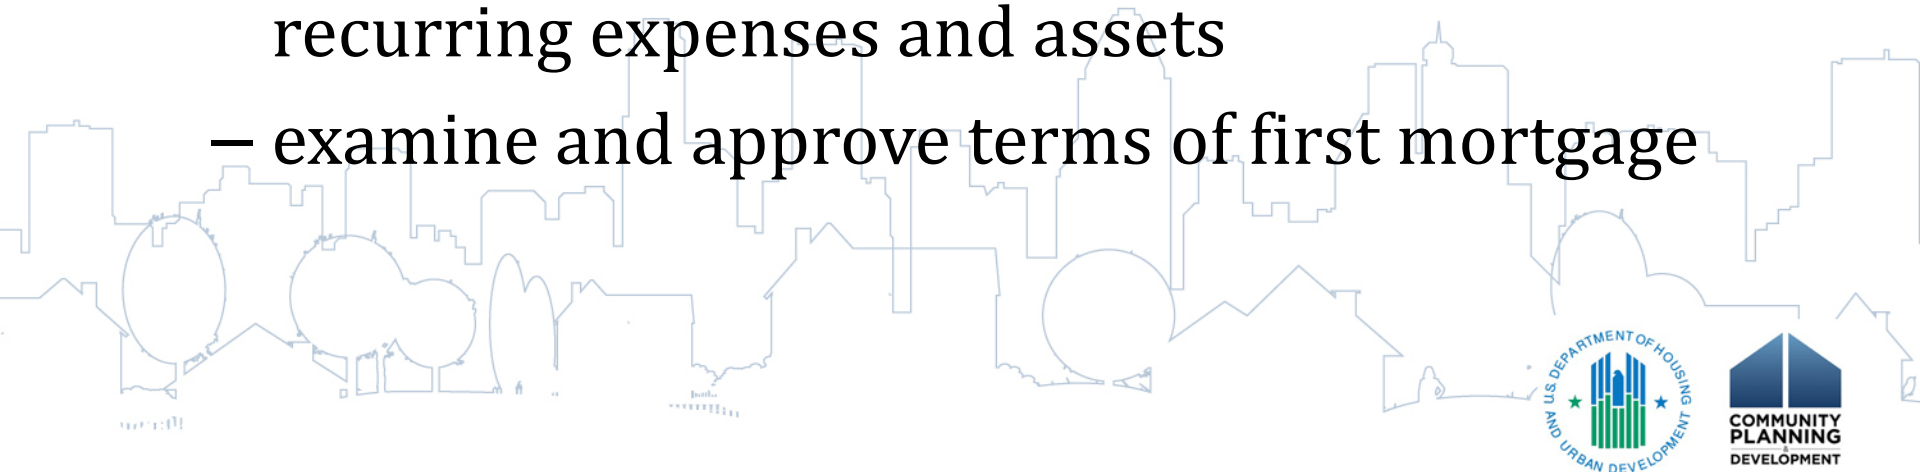 recurring expenses and assets
– examine and approve terms of first mortgage
U.S. DEPARTMENT OF HOUSING
AND URBAN DEVELOPMENT
COMMUNITY
PLANNING
&
DEVELOPMENT